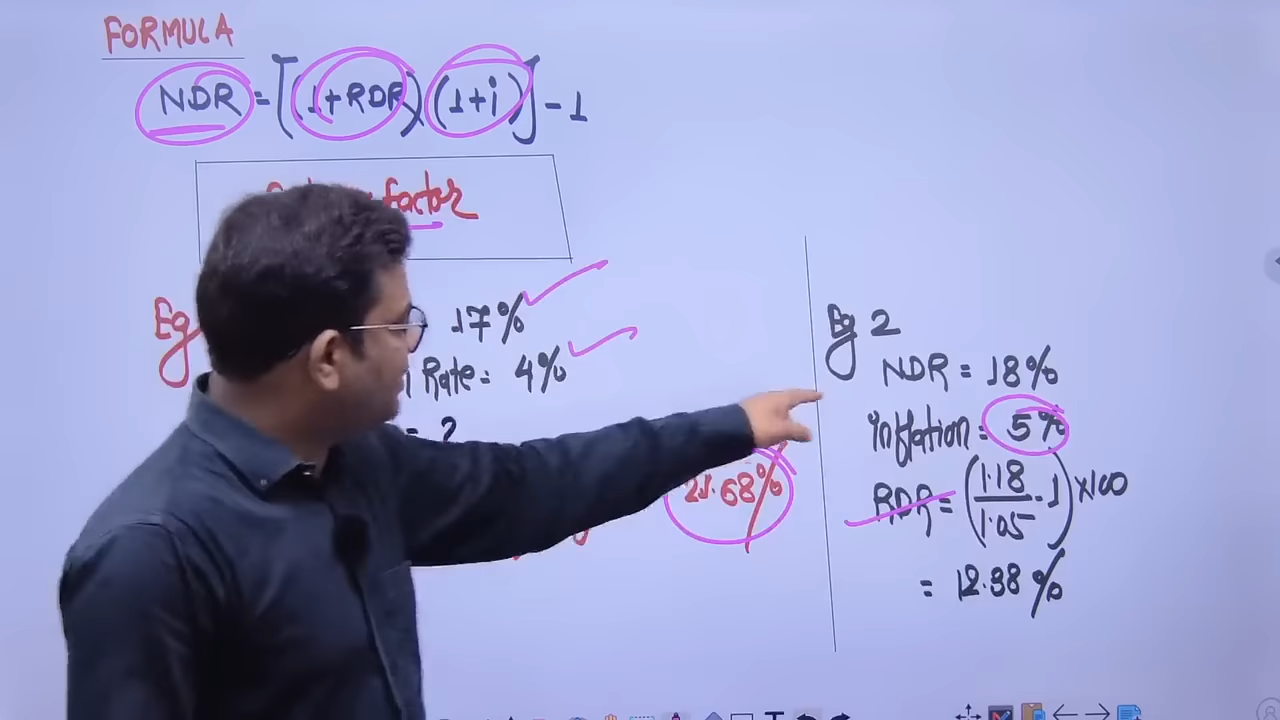 FORMULA
NDR = [(1+RDR) (1+i)] - 1
factor
Eg
17%
Rate = 4%
= ?
21.68%
Eg 2
NDR = 18%
inflation = 5%
RDR = (1.18/1.05 - 1) x100
= 12.38%